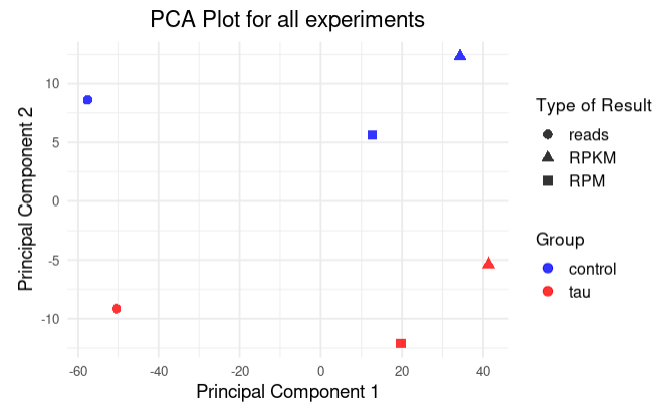 PCA Plot for all experiments
Principal Component 2
10
5
0
-5
-10
-60
-40
-20
0
20
40
Principal Component 1
Type of Result
reads
RPKM
RPM
Group
control
tau